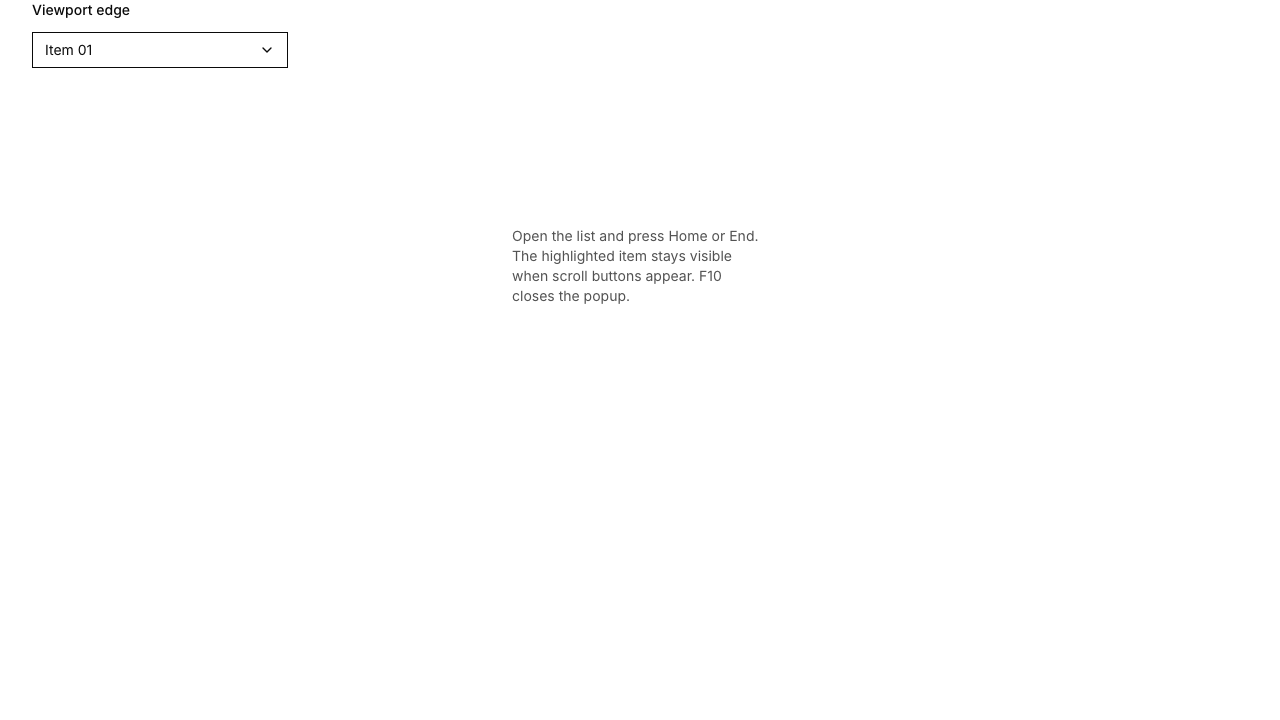 Viewport edge
Item 01
Open the list and press Home or End.
The highlighted item stays visible
when scroll buttons appear. F10
closes the popup.